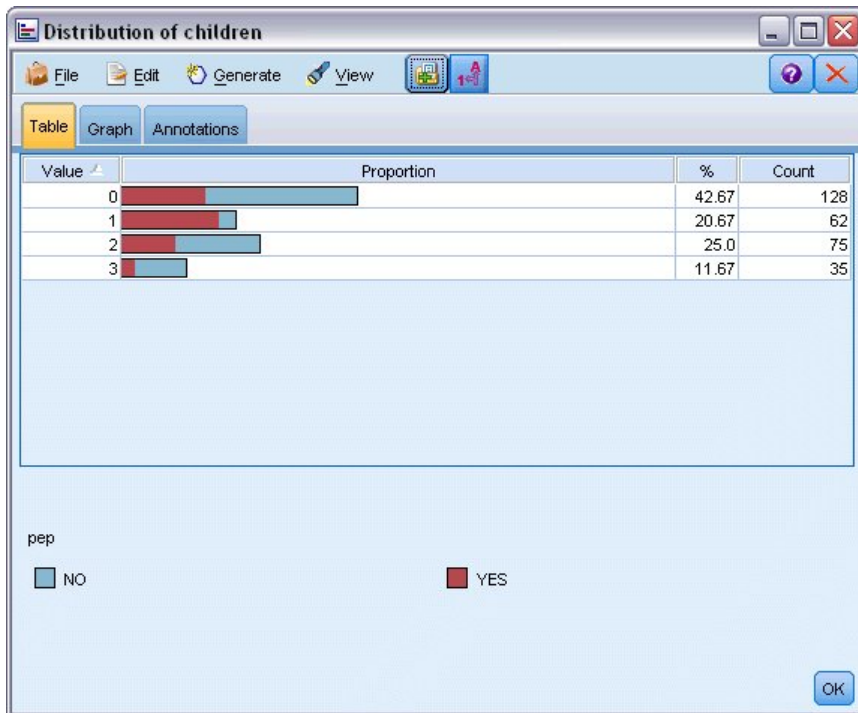 Distribution of children
File Edit Generate View
Table Graph Annotations
Value Proportion % Count
0 42.67 128
1 20.67 62
2 25.0 75
3 11.67 35
pep
NO YES
OK